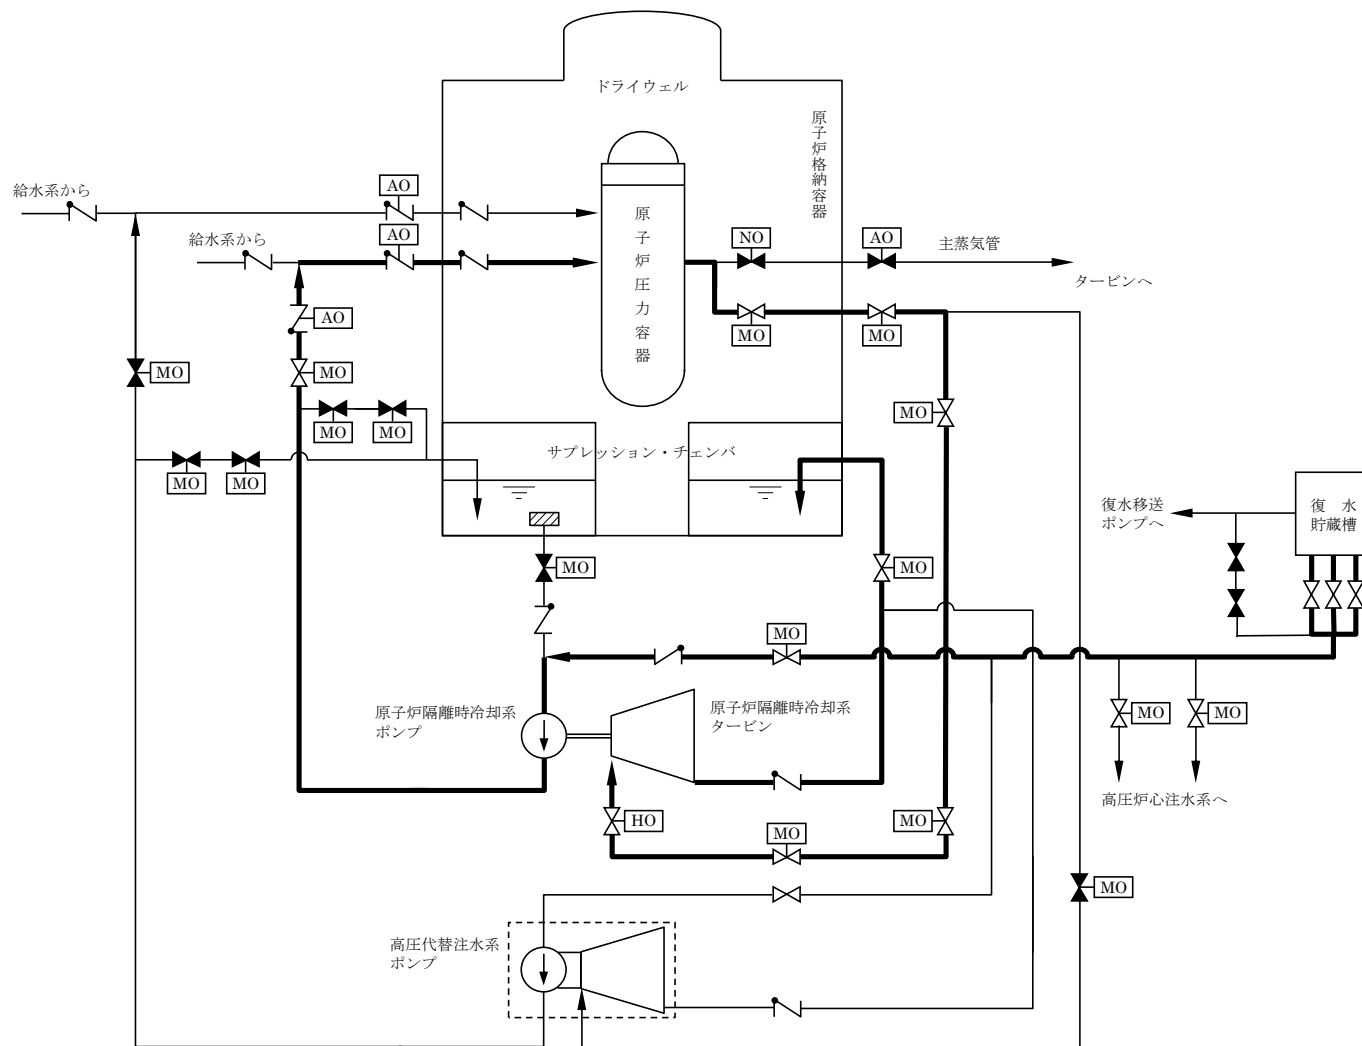 ドライウェル
原子炉格納容器
給水系から
AO
原子炉圧力容器
給水系から
AO
NO
AO
主蒸気管
タービンへ
AO
MO
MO
MO
MO
MO
MO
MO
MO
サプレッション・チェンバ
MO
MO
復水移送
ポンプへ
復水
貯蔵槽
MO
MO
MO
原子炉隔離時冷却系
ポンプ
原子炉隔離時冷却系
タービン
MO
MO
高圧炉心注水系へ
HO
MO
MO
MO
高圧代替注水系
ポンプ